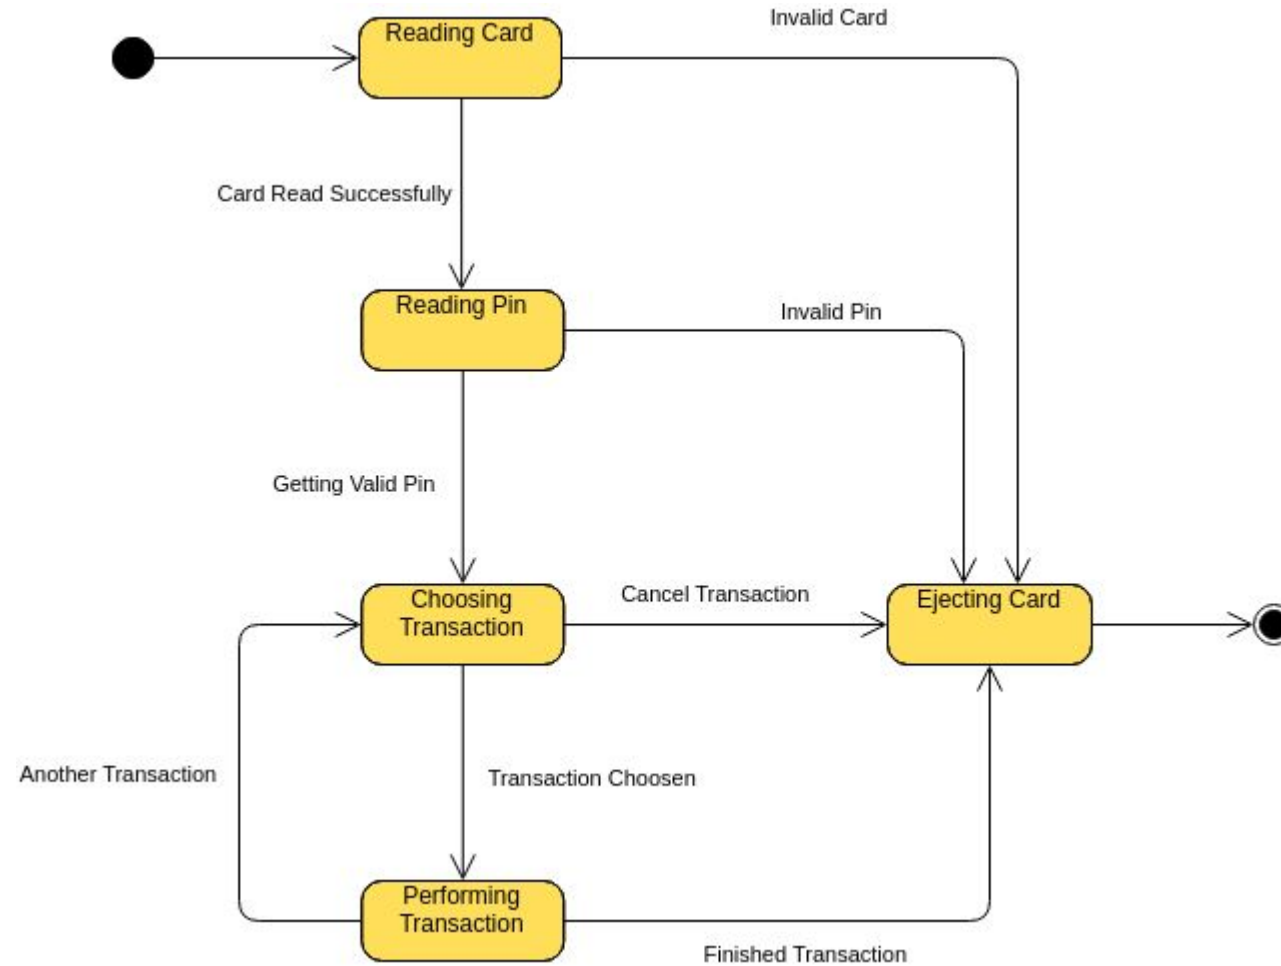 Reading Card
Invalid Card
Card Read Successfully
Reading Pin
Invalid Pin
Getting Valid Pin
Choosing
Transaction
Cancel Transaction
Ejecting Card
Another Transaction
Transaction Choosen
Performing
Transaction
Finished Transaction